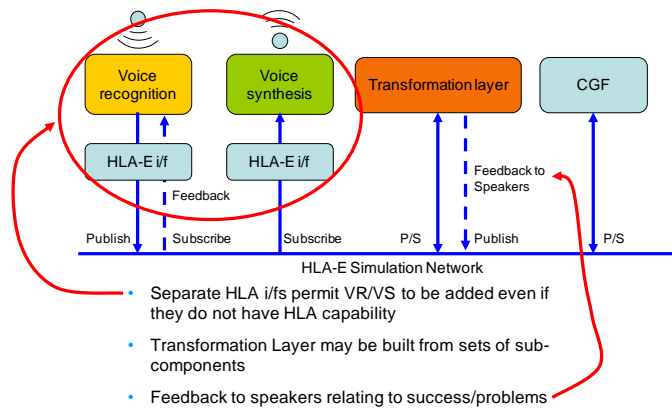 Voice
recognition
Voice
synthesis
Transformation layer
CGF
HLA-E i/f
HLA-E i/f
Feedback
Feedback to
Speakers
Publish
Subscribe
Subscribe
P/S
Publish
P/S
HLA-E Simulation Network
• Separate HLA i/fs permit VR/VS to be added even if
they do not have HLA capability
• Transformation Layer may be built from sets of sub-
components
• Feedback to speakers relating to success/problems